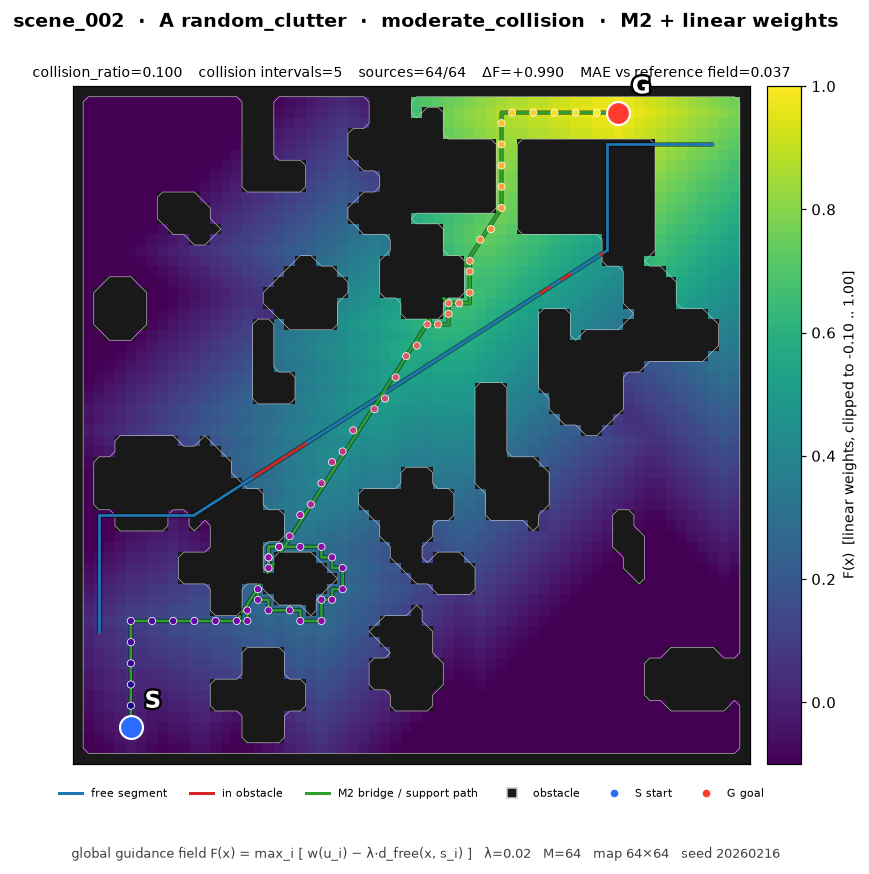 scene_002 · A random_clutter · moderate_collision · M2 + linear weights
collision_ratio=0.100 collision intervals=5 sources=64/64 ΔF=+0.990 MAE vs reference field=0.037
G
S
1.0
0.8
0.6
0.4
0.2
0.0
F(x) [linear weights, clipped to -0.10 .. 1.00]
free segment in obstacle M2 bridge / support path obstacle S start G goal
global guidance field F(x) = max_i [ w(u_i) − λ·d_free(x, s_i) ] λ=0.02 M=64 map 64×64 seed 20260216